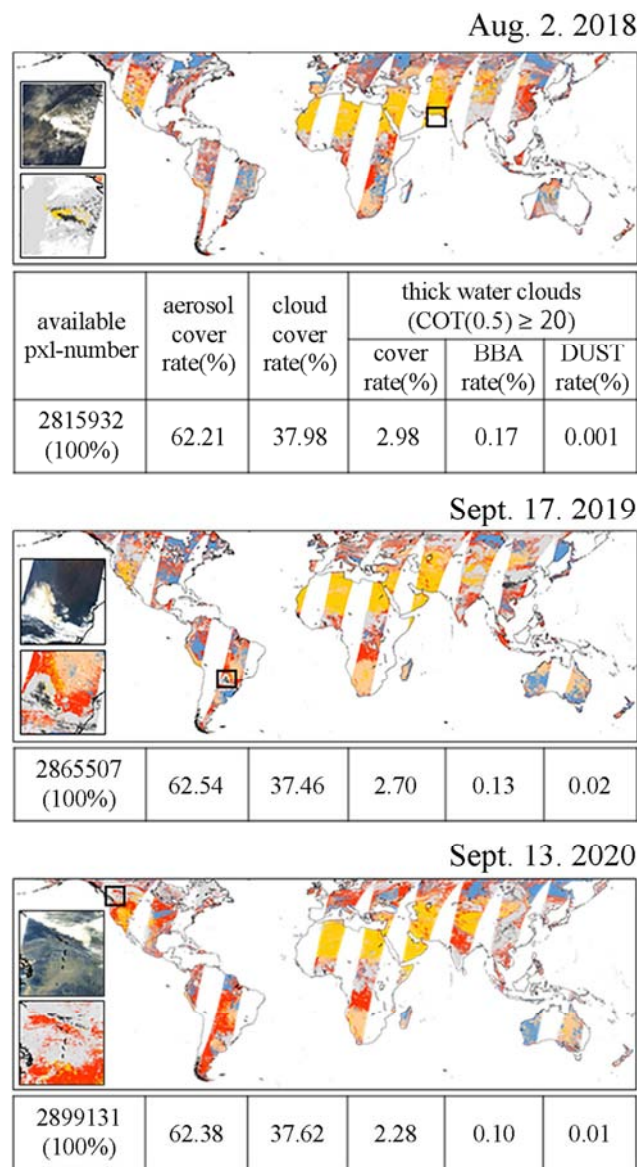 Aug. 2. 2018
available
pxl-number
aerosol
cover
rate(%)
cloud
cover
rate(%)
thick water clouds
(COT(0.5) ≥ 20)
cover
rate(%)
BBA
rate(%)
DUST
rate(%)
2815932
(100%)
62.21
37.98
2.98
0.17
0.001
Sept. 17. 2019
2865507
(100%)
62.54
37.46
2.70
0.13
0.02
Sept. 13. 2020
2899131
(100%)
62.38
37.62
2.28
0.10
0.01